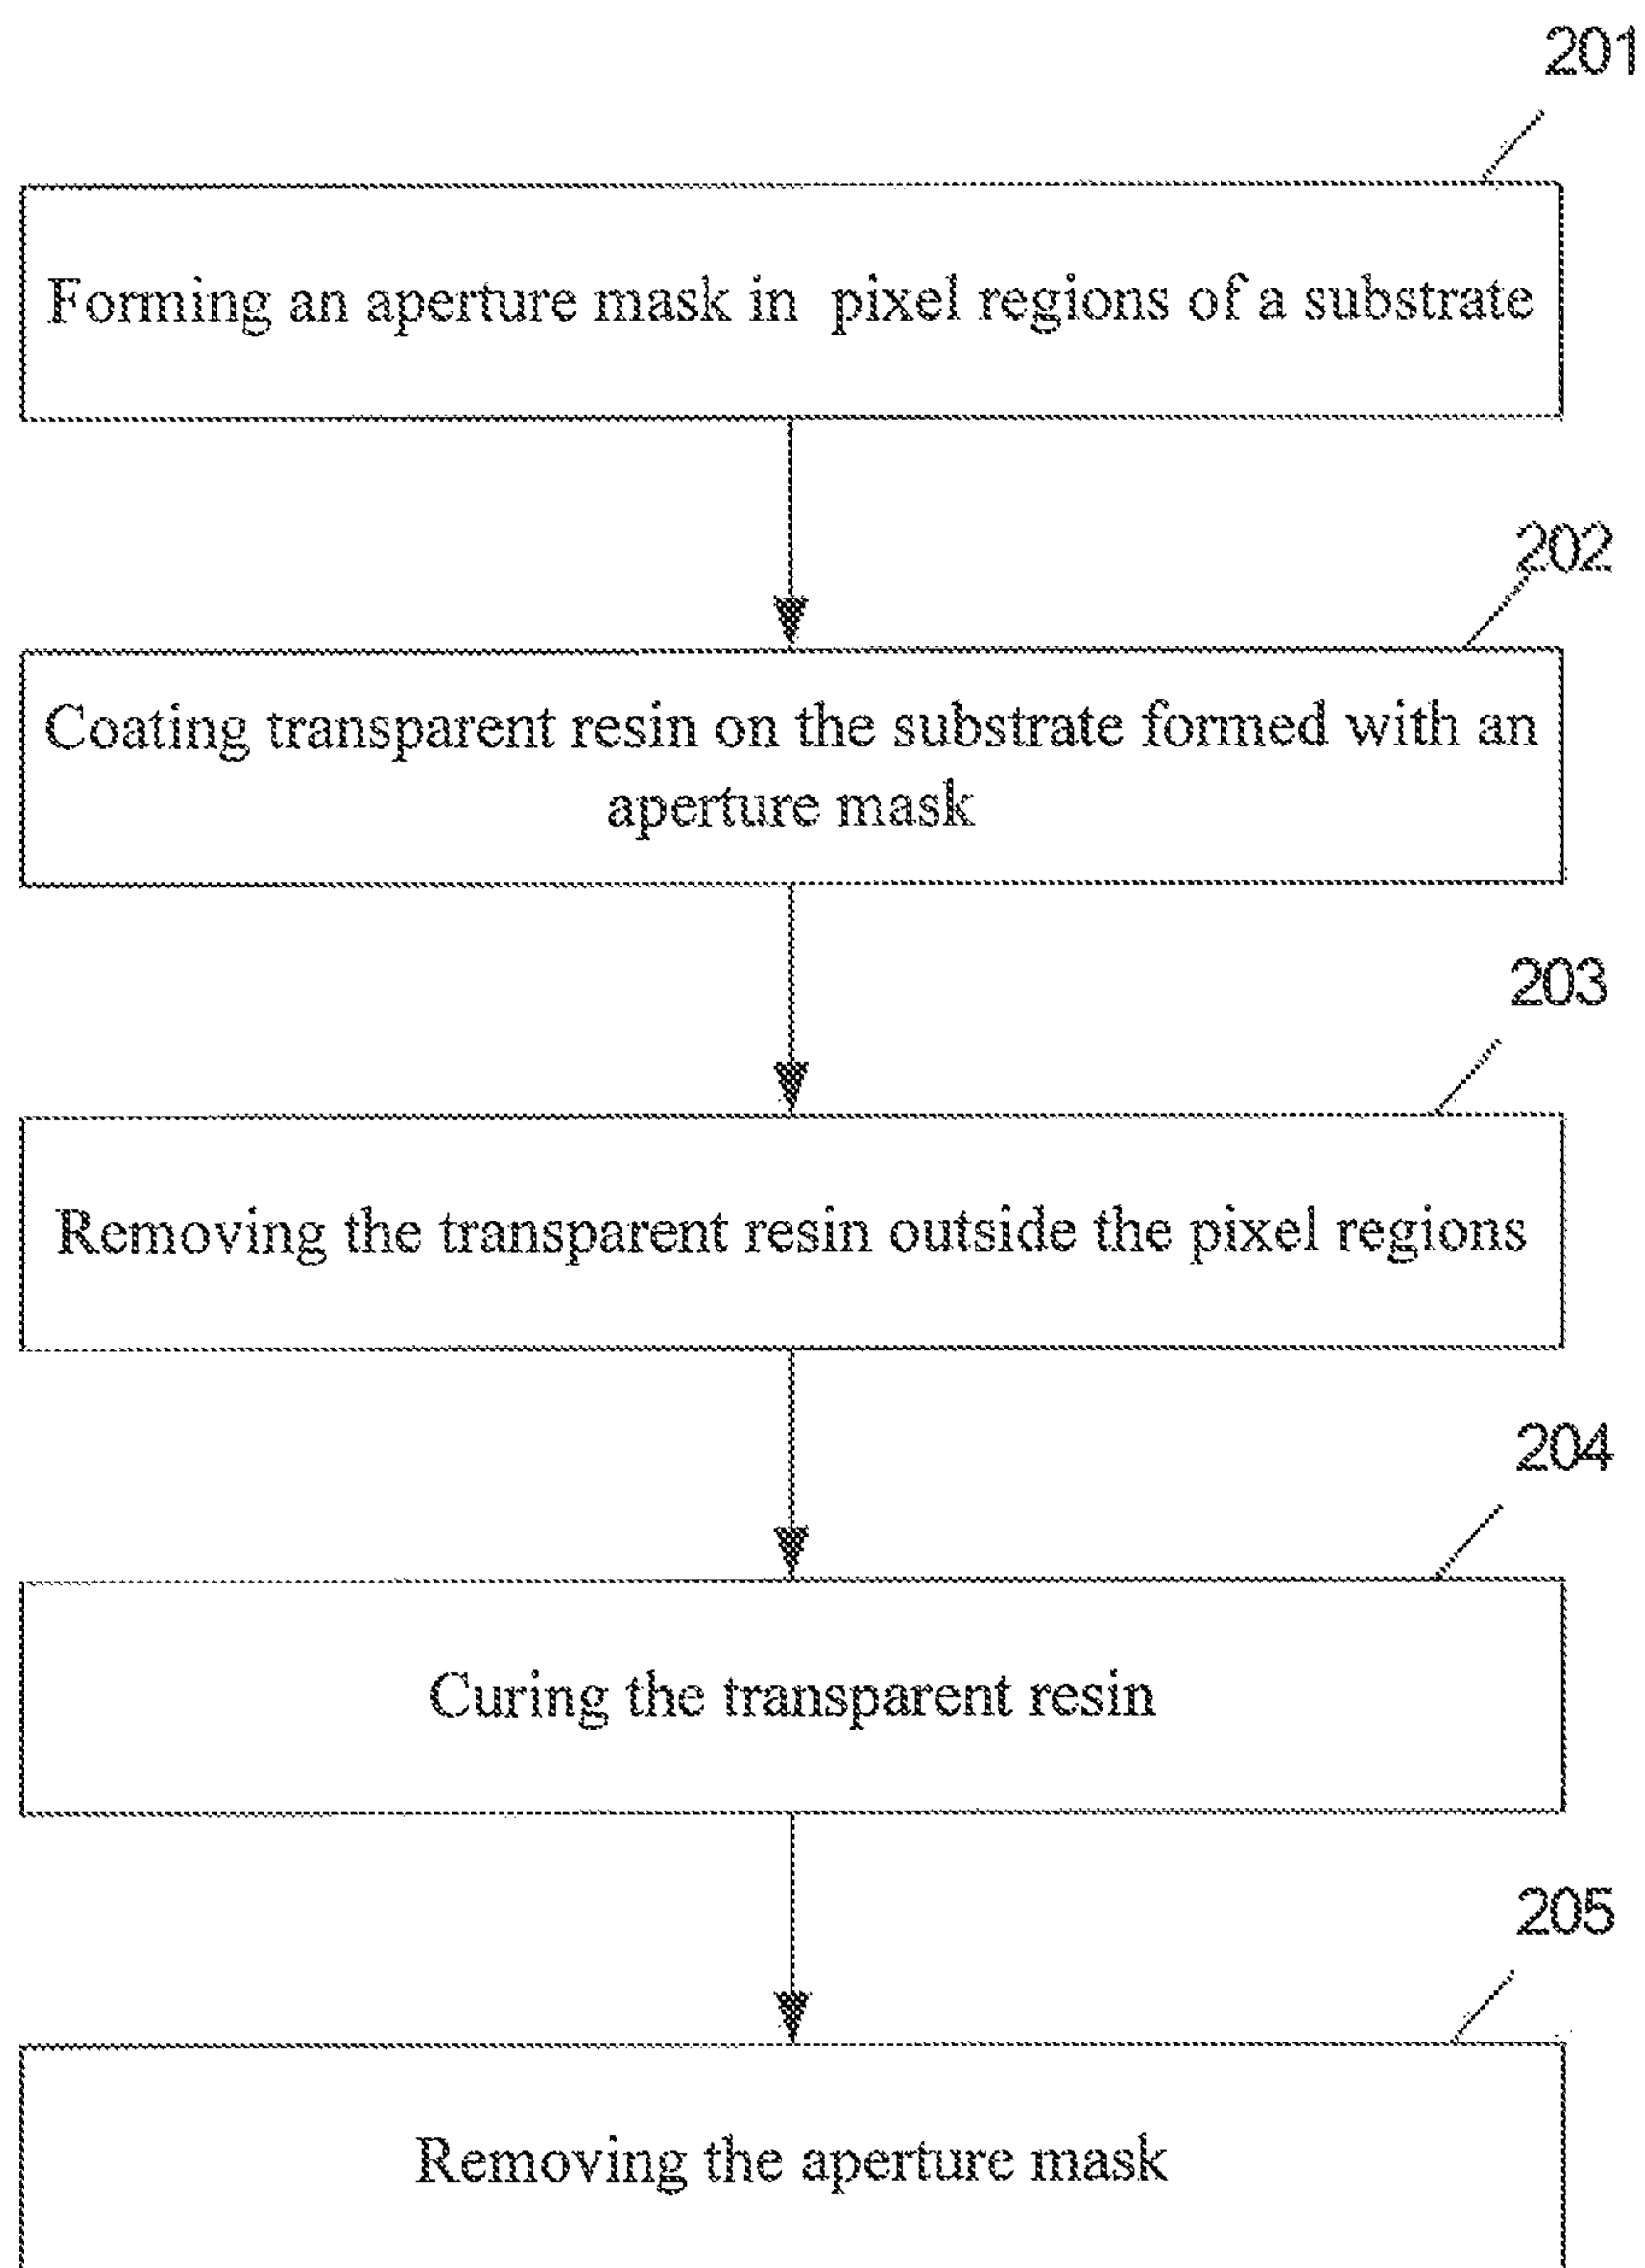 201
Forming an aperture mask in pixel regions of a substrate
202
Coating transparent resin on the substrate formed with an
aperture mask
203
Removing the transparent resin outside the pixel regions
204
Curing the transparent resin
205
Removing the aperture mask